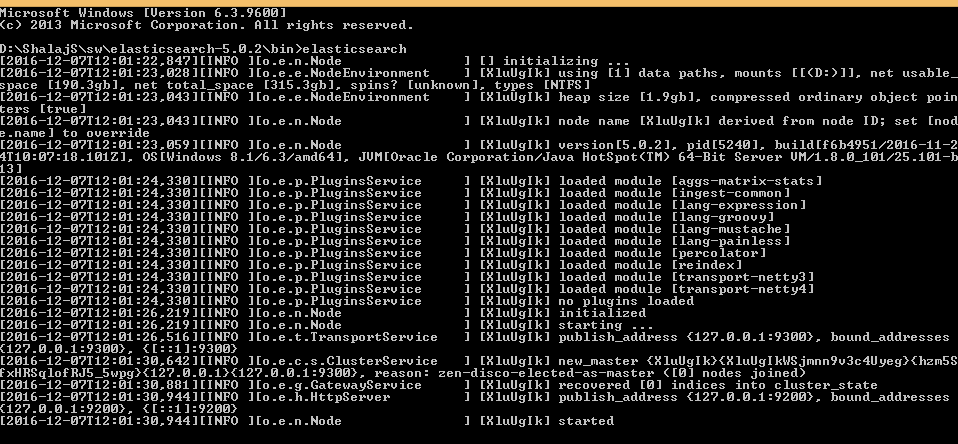 Microsoft Windows [Version 6.3.9600]
(c) 2013 Microsoft Corporation. All rights reserved.
D:\ShalajS\sw\elasticsearch-5.0.2\bin>elasticsearch
[2016-12-07T12:01:22,847][INFO ][o.e.n.Node               ] [] initializing ...
[2016-12-07T12:01:23,028][INFO ][o.e.e.NodeEnvironment    ] [XluUgIk] using [1] data paths, mounts [[(D:)]], net usable_
space [190.3gb], net total_space [315.3gb], spins? [unknown], types [NTFS]
[2016-12-07T12:01:23,043][INFO ][o.e.e.NodeEnvironment    ] [XluUgIk] heap size [1.9gb], compressed ordinary object poin
ters [true]
[2016-12-07T12:01:23,043][INFO ][o.e.n.Node               ] [XluUgIk] node name [XluUgIk] derived from node ID; set [nod
e.name] to override
[2016-12-07T12:01:23,059][INFO ][o.e.n.Node               ] [XluUgIk] version[5.0.2], pid[5240], build[f6b4951/2016-11-2
4T10:07:18.101Z], OS[Windows 8.1/6.3/amd64], JVM[Oracle Corporation/Java HotSpot(TM) 64-Bit Server VM/1.8.0_101/25.101-b
13]
[2016-12-07T12:01:24,330][INFO ][o.e.p.PluginsService     ] [XluUgIk] loaded module [aggs-matrix-stats]
[2016-12-07T12:01:24,330][INFO ][o.e.p.PluginsService     ] [XluUgIk] loaded module [ingest-common]
[2016-12-07T12:01:24,330][INFO ][o.e.p.PluginsService     ] [XluUgIk] loaded module [lang-expression]
[2016-12-07T12:01:24,330][INFO ][o.e.p.PluginsService     ] [XluUgIk] loaded module [lang-groovy]
[2016-12-07T12:01:24,330][INFO ][o.e.p.PluginsService     ] [XluUgIk] loaded module [lang-mustache]
[2016-12-07T12:01:24,330][INFO ][o.e.p.PluginsService     ] [XluUgIk] loaded module [lang-painless]
[2016-12-07T12:01:24,330][INFO ][o.e.p.PluginsService     ] [XluUgIk] loaded module [percolator]
[2016-12-07T12:01:24,330][INFO ][o.e.p.PluginsService     ] [XluUgIk] loaded module [reindex]
[2016-12-07T12:01:24,330][INFO ][o.e.p.PluginsService     ] [XluUgIk] loaded module [transport-netty3]
[2016-12-07T12:01:24,330][INFO ][o.e.p.PluginsService     ] [XluUgIk] loaded module [transport-netty4]
[2016-12-07T12:01:24,330][INFO ][o.e.p.PluginsService     ] [XluUgIk] no plugins loaded
[2016-12-07T12:01:26,219][INFO ][o.e.n.Node               ] [XluUgIk] initialized
[2016-12-07T12:01:26,219][INFO ][o.e.n.Node               ] [XluUgIk] starting ...
[2016-12-07T12:01:26,516][INFO ][o.e.t.TransportService   ] [XluUgIk] publish_address {127.0.0.1:9300}, bound_addresses
{127.0.0.1:9300}, {[::1]:9300}
[2016-12-07T12:01:30,642][INFO ][o.e.c.s.ClusterService   ] [XluUgIk] new_master {XluUgIk}{XluUgIkWSjmnn9v3c4Uyeg}{hzm5S
fxHRSqlofRJ5_5wpg}{127.0.0.1}{127.0.0.1:9300}, reason: zen-disco-elected-as-master ([0] nodes joined)
[2016-12-07T12:01:30,881][INFO ][o.e.g.GatewayService     ] [XluUgIk] recovered [0] indices into cluster_state
[2016-12-07T12:01:30,944][INFO ][o.e.h.HttpServer         ] [XluUgIk] publish_address {127.0.0.1:9200}, bound_addresses
{127.0.0.1:9200}, {[::1]:9200}
[2016-12-07T12:01:30,944][INFO ][o.e.n.Node               ] [XluUgIk] started